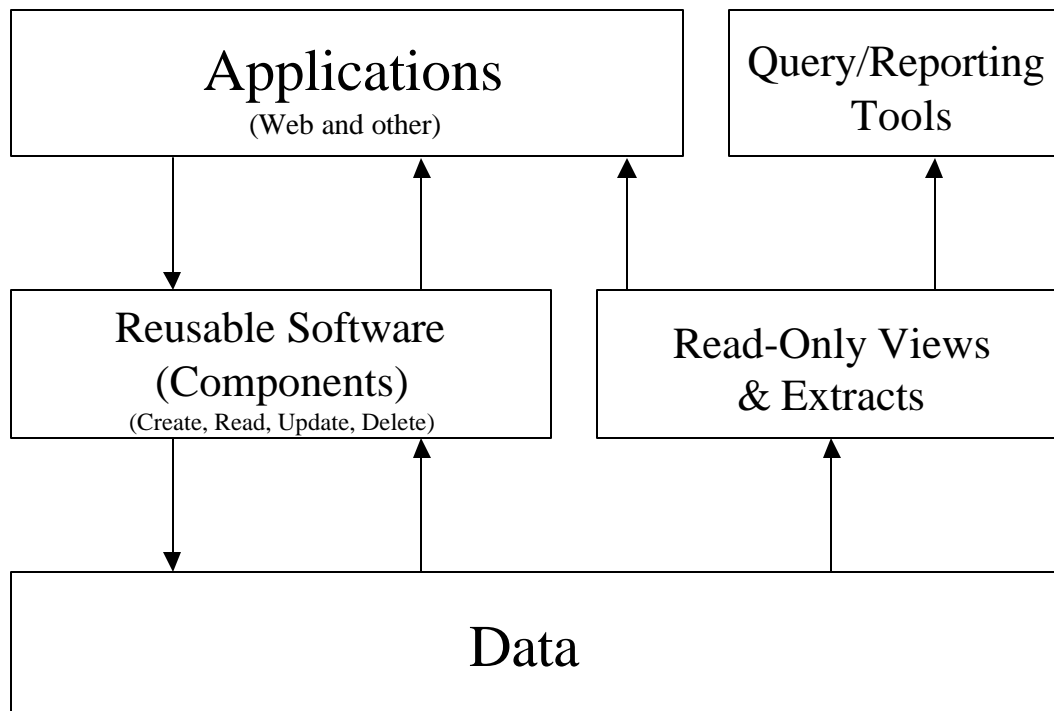 Applications
(Web and other)
Query/Reporting
Tools
Reusable Software
(Components)
(Create, Read, Update, Delete)
Read-Only Views
& Extracts
Data